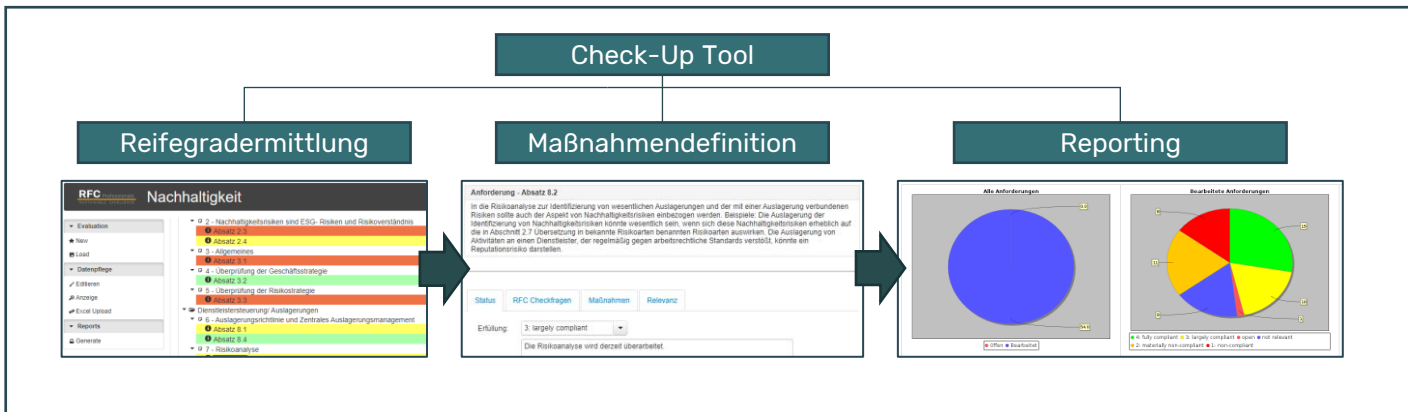 Check-Up Tool
Reifegradermittlung
Maßnahmendefinition
Reporting
RFC
Nachhaltigkeit
Evaluation
New
Load
Datenpflege
Editieren
Anzeige
Excel Upload
Reports
Generate
2 - Nachhaltigkeitsrisiken sind ESG- Risiken und Risikoverständnis
Absatz 2.3
Absatz 2.4
3 - Allgemeines
Absatz 3.1
4 - Überprüfung der Geschäftsstrategie
Absatz 3.2
5 - Überprüfung der Risikostrategie
Absatz 3.3
Dienstleistersteuerung/ Auslagerungen
6 - Auslagerungsrichtlinie und Zentrales Auslagerungsmanagement
Absatz 8.1
Absatz 8.4
7 - Risikoanalyse
Anforderung - Absatz 8.2
In die Risikoanalyse zur Identifizierung von wesentlichen Auslagerungen und der mit einer Auslagerung verbundenen
Risiken sollte auch der Aspekt von Nachhaltigkeitsrisiken einbezogen werden. Beispiele: Die Auslagerung der
Identifizierung von Nachhaltigkeitsrisiken könnte wesentlich sein, wenn sich diese Nachhaltigkeitsrisiken erheblich auf
die in Abschnitt 2.7 Übersetzung in bekannte Risikoarten benannten Risikoarten auswirken. Die Auslagerung von
Aktivitäten an einen Dienstleister, der regelmäßig gegen arbeitsrechtliche Standards verstößt, könnte ein
Reputationsrisiko darstellen.
Status RFC Checkfragen Maßnahmen Relevanz
Erfüllung: 3: largely compliant
Die Risikoanalyse wird derzeit überarbeitet.
Alle Anforderungen
Offen Bearbeitet
Bearbeitete Anforderungen
4: fully compliant 3: largely compliant open not relevant
2: materially non-compliant 1: non-compliant